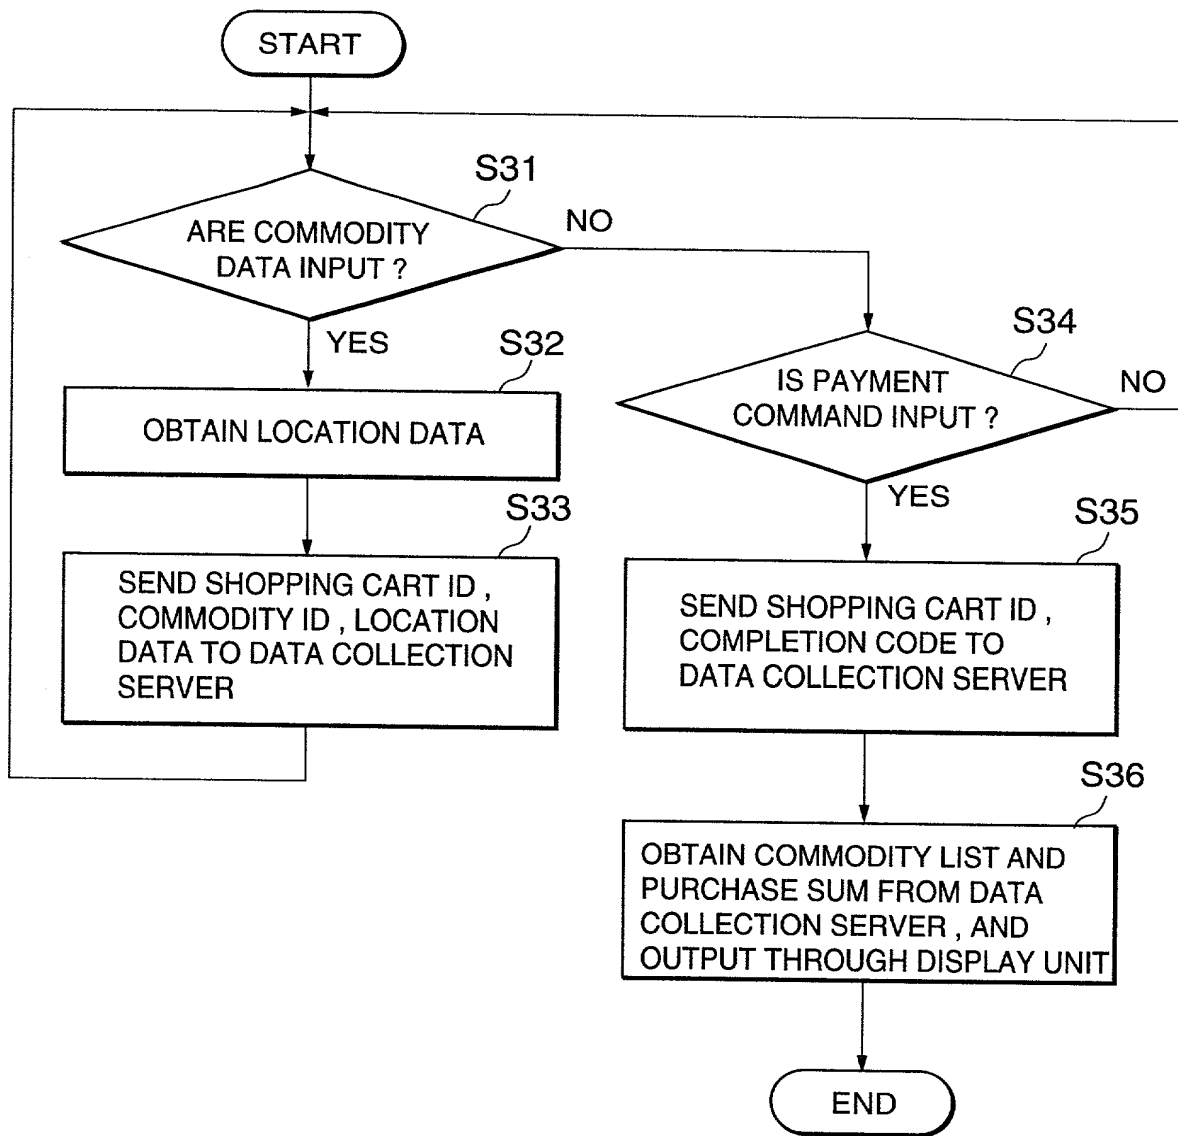 START
S31
ARE COMMODITY
DATA INPUT ?
NO
YES
S32
OBTAIN LOCATION DATA
S33
SEND SHOPPING CART ID ,
COMMODITY ID , LOCATION
DATA TO DATA COLLECTION
SERVER
S34
IS PAYMENT
COMMAND INPUT ?
NO
YES
S35
SEND SHOPPING CART ID ,
COMPLETION CODE TO
DATA COLLECTION SERVER
S36
OBTAIN COMMODITY LIST AND
PURCHASE SUM FROM DATA
COLLECTION SERVER , AND
OUTPUT THROUGH DISPLAY UNIT
END